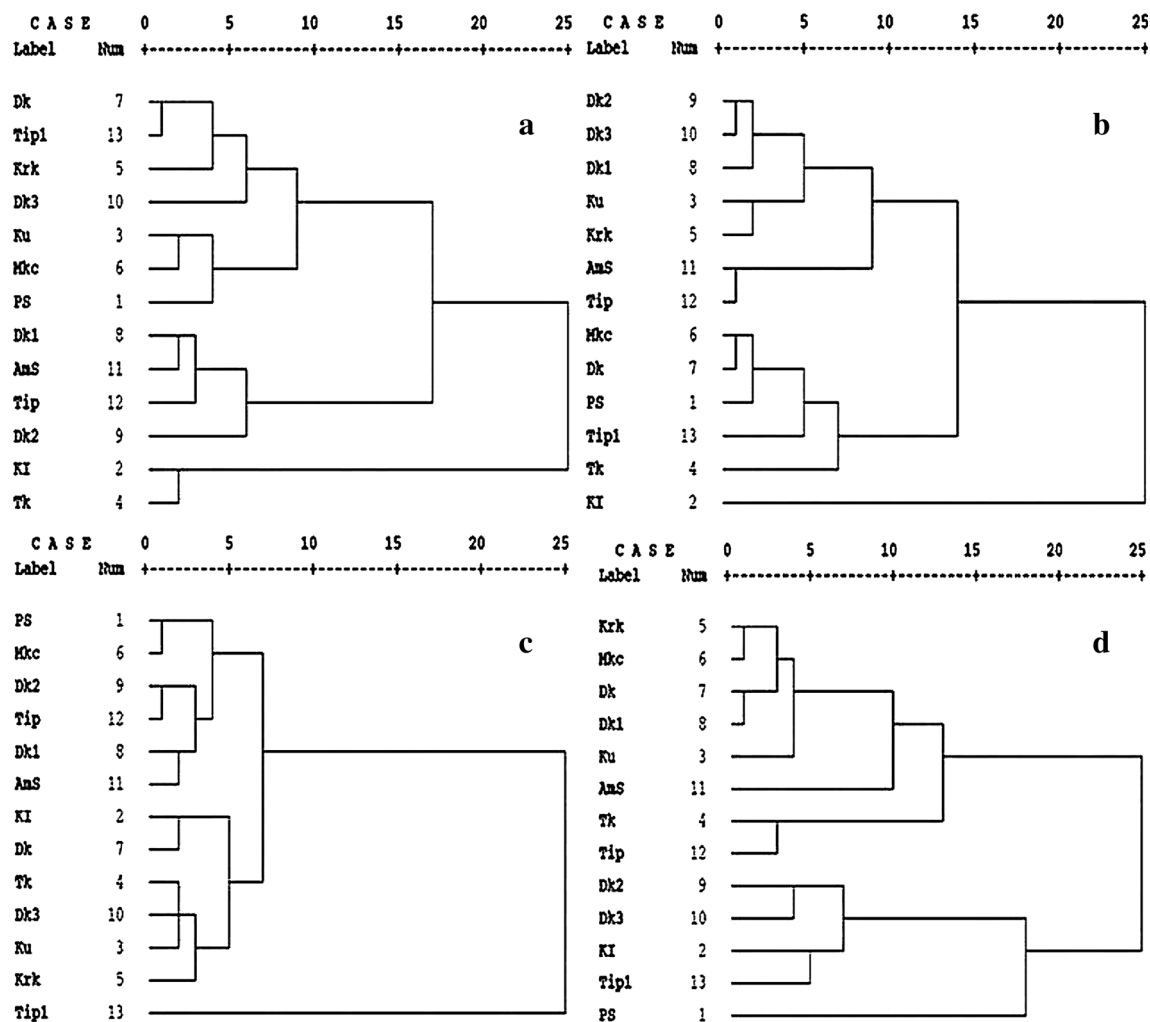 C A S E 0 5 10 15 20 25
Label Num
Dk 7
Tip1 13
Krk 5
Dk3 10
Ku 3
Mkc 6
PS 1
Dk1 8
AmS 11
Tip 12
Dk2 9
KI 2
Tk 4
a
C A S E 0 5 10 15 20 25
Label Num
Dk2 9
Dk3 10
Dk1 8
Ku 3
Krk 5
AmS 11
Tip 12
Mkc 6
Dk 7
PS 1
Tip1 13
Tk 4
KI 2
b
C A S E 0 5 10 15 20 25
Label Num
PS 1
Mkc 6
Dk2 9
Tip 12
Dk1 8
AmS 11
KI 2
Dk 7
Tk 4
Dk3 10
Ku 3
Krk 5
Tip1 13
c
C A S E 0 5 10 15 20 25
Label Num
Krk 5
Mkc 6
Dk 7
Dk1 8
Ku 3
AmS 11
Tk 4
Tip 12
Dk2 9
Dk3 10
KI 2
Tip1 13
PS 1
d